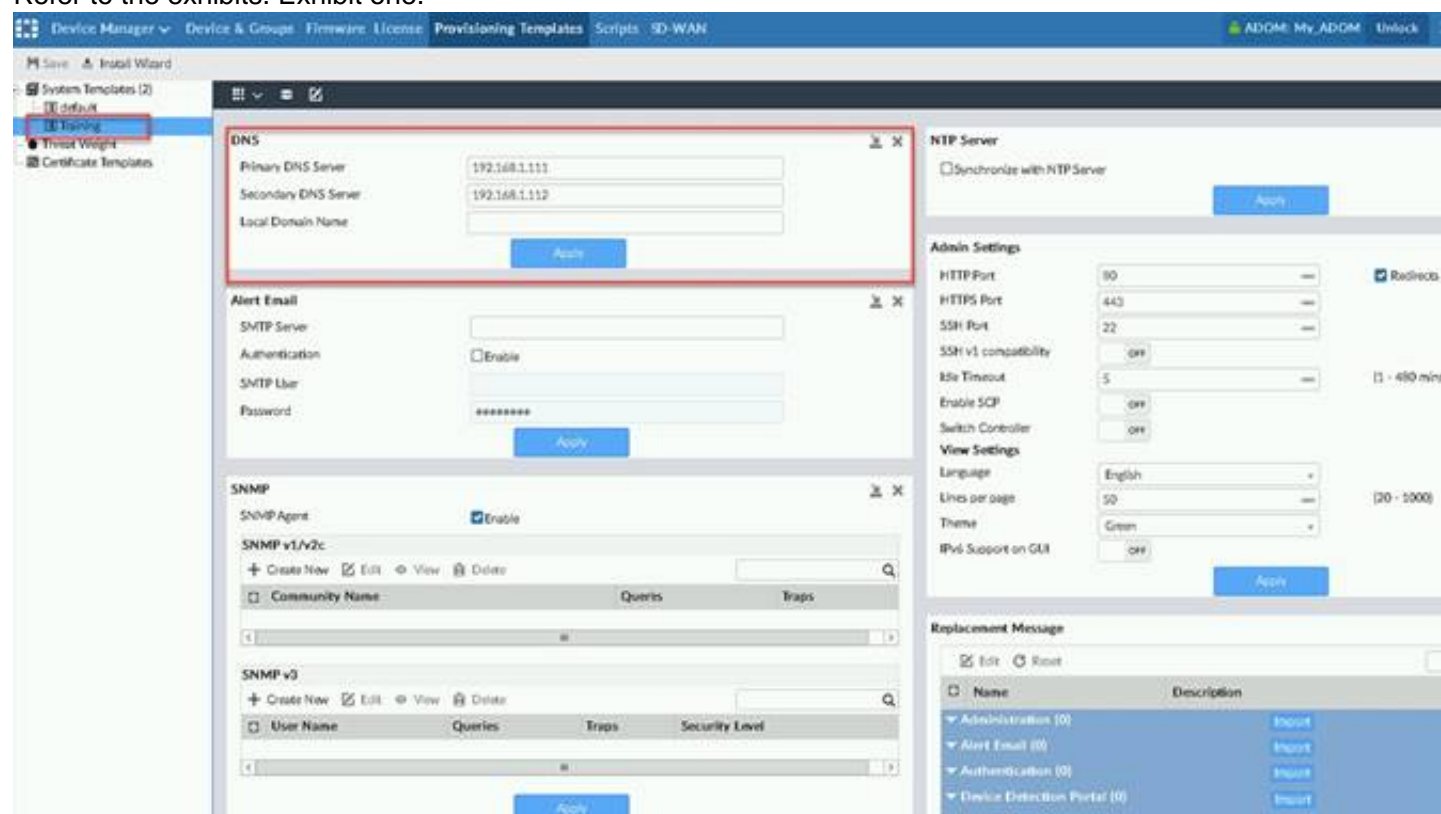 Refer to the exhibits. Exhibit one.
Device Manager Device & Groups Firmware License Provisioning Templates Scripts SD-WAN ADOM: My_ADOM Unlock
Save Install Wizard
System Templates (2)
default
Training
Threat Weight
Certificate Templates
DNS
Primary DNS Server 192.168.1.111
Secondary DNS Server 192.168.1.112
Local Domain Name
Apply
Alert Email
SMTP Server
Authentication Enable
SMTP User
Password ********
Apply
SNMP
SNMP Agent Enable
SNMP v1/v2c
Create New Edit View Delete
Community Name Queries Traps
SNMP v3
Create New Edit View Delete
User Name Queries Traps Security Level
Apply
NTP Server
Synchronize with NTP Server
Apply
Admin Settings
HTTP Port 80 Redirects
HTTPS Port 443
SSH Port 22
SSH v1 compatibility OFF
Idle Timeout 5 (1 - 480 min
Enable SCP OFF
Switch Controller OFF
View Settings
Language English
Lines per page 50 (20 - 1000)
Theme Green
IPv6 Support on GUI OFF
Apply
Replacement Message
Edit Reset
Name Description
Administration (0) Import
Alert Email (0) Import
Authentication (0) Import
Device Detection Portal (0) Import